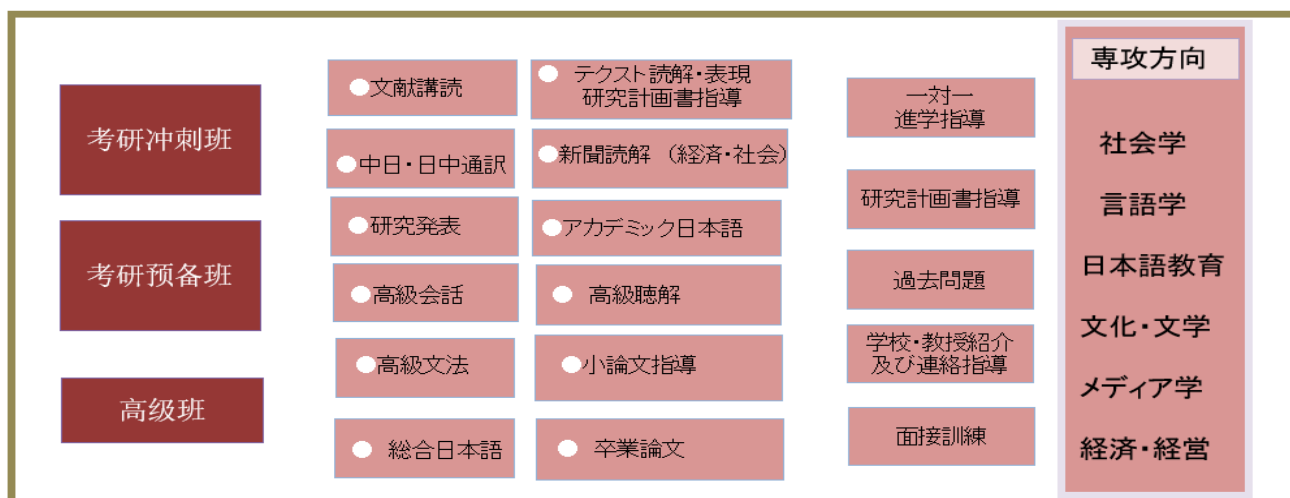 考研冲刺班
考研预备班
高级班
文献講読
中日・日中通訳
研究発表
高級会話
高級文法
総合日本語
テクスト読解・表現
研究計画書指導
新聞読解 (経済・社会)
アカデミック日本語
高級聴解
小論文指導
卒業論文
一対一
進学指導
研究計画書指導
過去問題
学校・教授紹介
及び連絡指導
面接訓練
専攻方向
社会学
言語学
日本語教育
文化・文学
メディア学
経済・経営